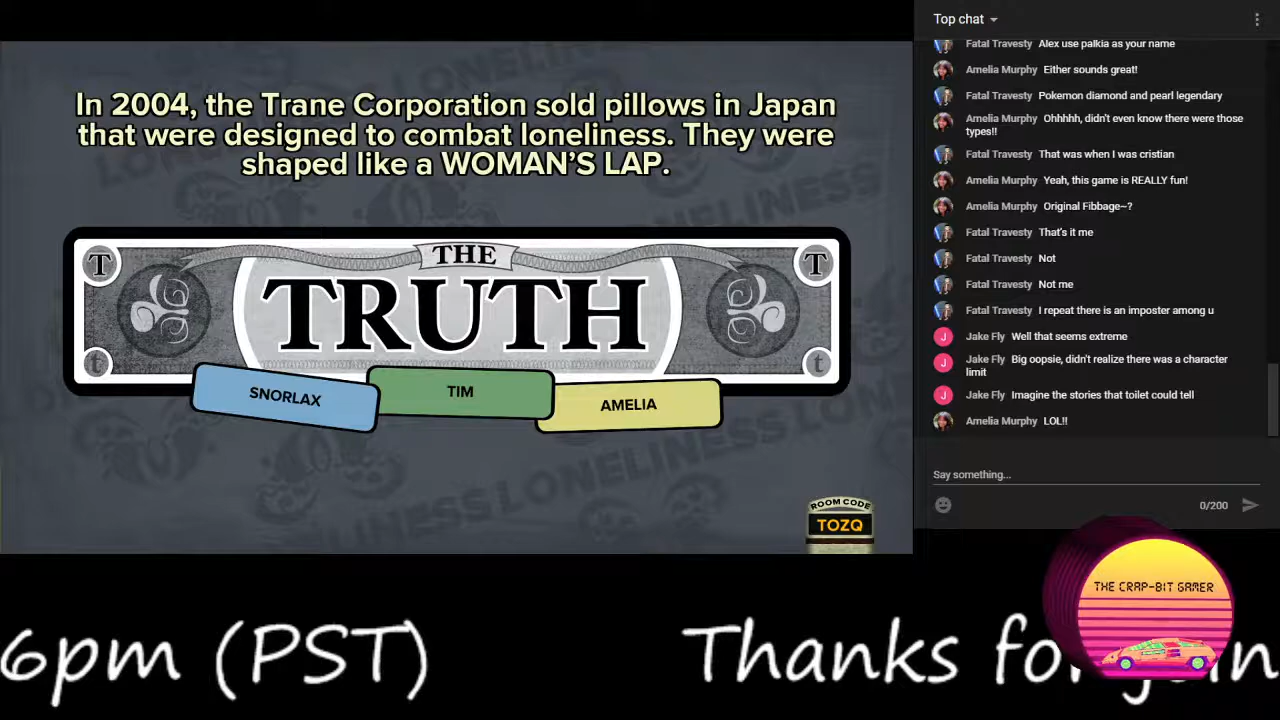 In 2004, the Trane Corporation sold pillows in Japan
that were designed to combat loneliness. They were
shaped like a WOMAN'S LAP.
THE
TRUTH
T
T
t
t
SNORLAX
TIM
AMELIA
ROOM CODE
TOZQ
Top chat
Fatal Travesty Alex use palkia as your name
Amelia Murphy Either sounds great!
Fatal Travesty Pokemon diamond and pearl legendary
Amelia Murphy Ohhhhh, didn't even know there were those
types!!
Fatal Travesty That was when I was cristian
Amelia Murphy Yeah, this game is REALLY fun!
Amelia Murphy Original Fibbage~?
Fatal Travesty That's it me
Fatal Travesty Not
Fatal Travesty Not me
Fatal Travesty I repeat there is an imposter among u
J Jake Fly Well that seems extreme
J Jake Fly Big oopsie, didn't realize there was a character
limit
J Jake Fly Imagine the stories that toilet could tell
Amelia Murphy LOL!!
Say something...
0/200
THE CRAP-BIT GAMER
6pm (PST)
Thanks for
LONELINESS LONELINESS